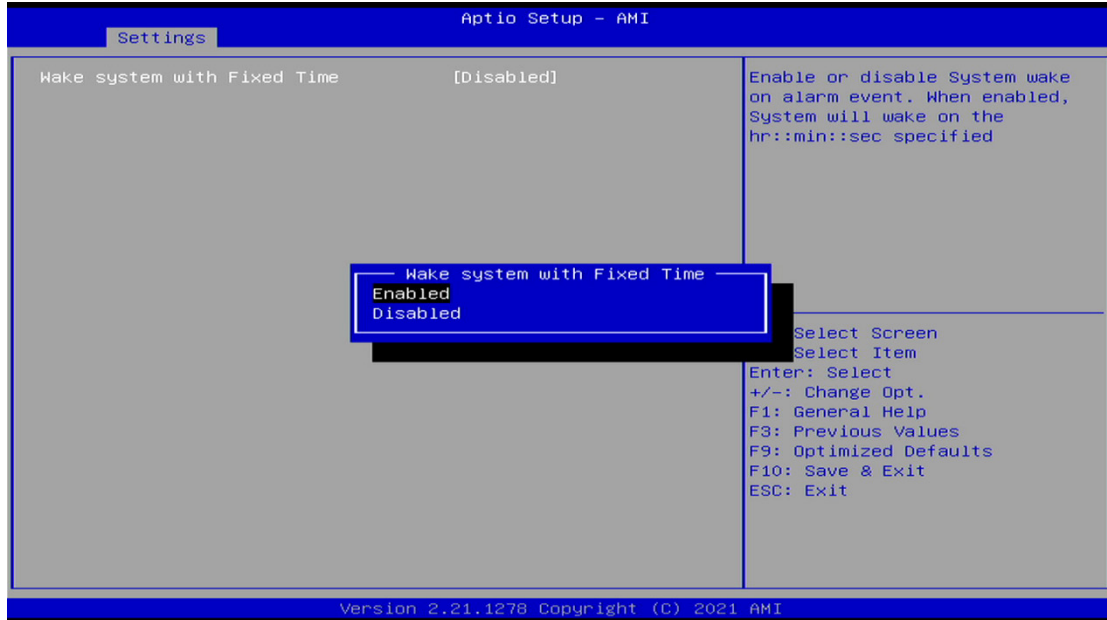 Aptio Setup – AMI
Settings
Wake system with Fixed Time [Disabled]
Enable or disable System wake
on alarm event. When enabled,
System will wake on the
hr::min::sec specified
Wake system with Fixed Time
Enabled
Disabled
Select Screen
Select Item
Enter: Select
+/-: Change Opt.
F1: General Help
F3: Previous Values
F9: Optimized Defaults
F10: Save & Exit
ESC: Exit
Version 2.21.1278 Copyright (C) 2021 AMI